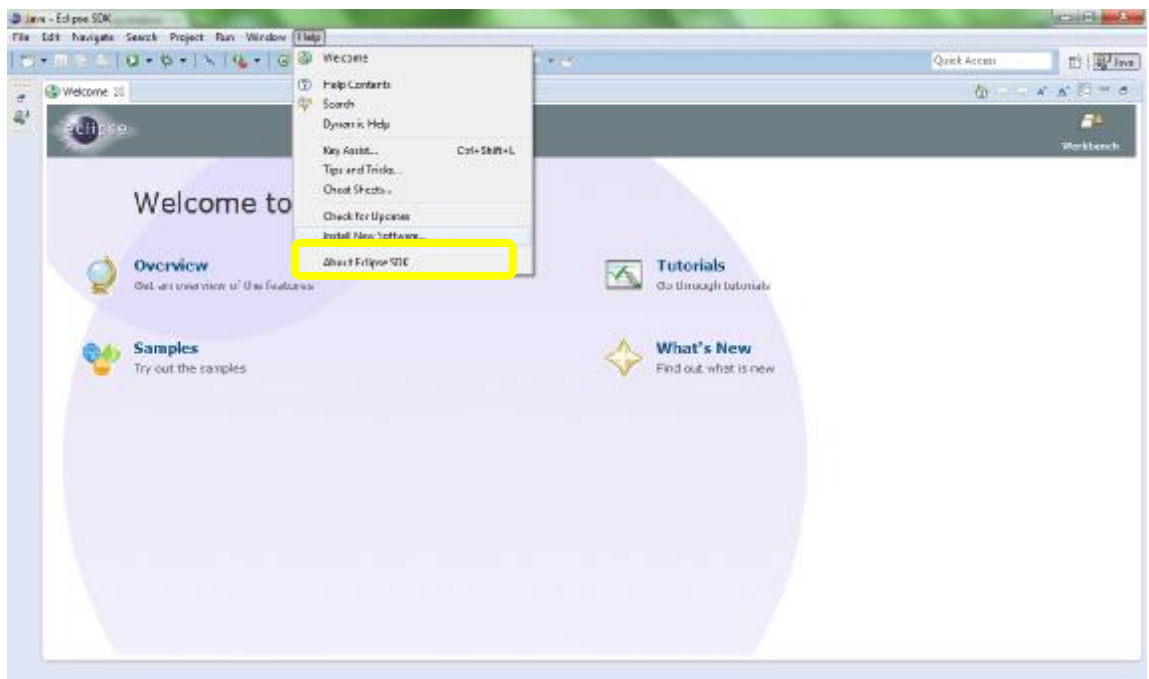 Java - Eclipse SDK
File Edit Navigate Search Project Run Window Help
Quick Access
Java
Welcome
eclipse
Workbench
Welcome
Help Contents
Search
Dynamic Help
Key Assist... Ctrl+Shift+L
Tips and Tricks...
Cheat Sheets...
Check for Updates
Install New Software...
About Eclipse SDK
Welcome to
Overview
Get an overview of the features
Tutorials
Go through tutorials
Samples
Try out the samples
What's New
Find out what is new